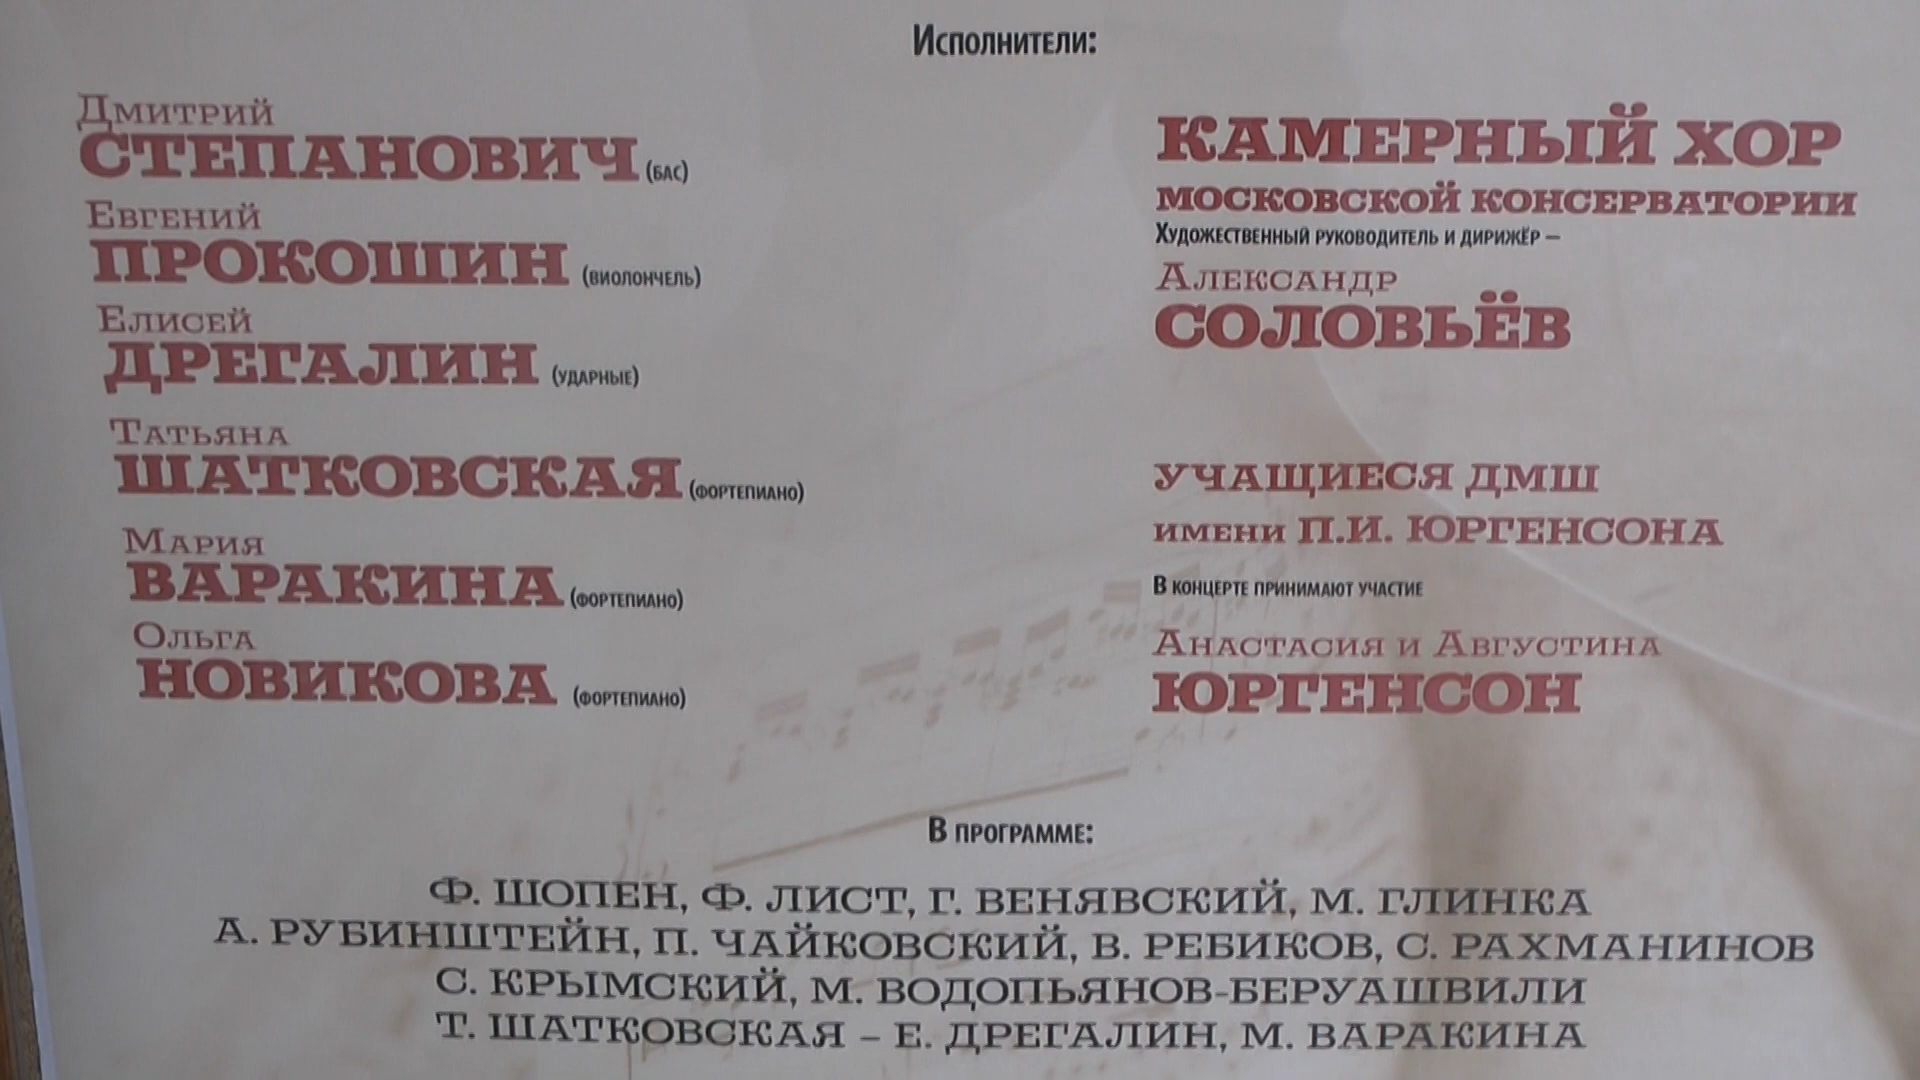 Исполнители:
Дмитрий
СТЕПАНОВИЧ (бас)
Евгений
ПРОКОШИН (виолончель)
Елисей
ДРЕГАЛИН (ударные)
Татьяна
ШАТКОВСКАЯ (фортепиано)
Мария
ВАРАКИНА (фортепиано)
Ольга
НОВИКОВА (фортепиано)
КАМЕРНЫЙ ХОР
МОСКОВСКОЙ КОНСЕРВАТОРИИ
Художественный руководитель и дирижёр –
Александр
СОЛОВЬЁВ
УЧАЩИЕСЯ ДМШ
имени П.И. ЮРГЕНСОНА
В концерте принимают участие
Анастасия и Августина
ЮРГЕНСОН
В программе:
Ф. ШОПЕН, Ф. ЛИСТ, Г. ВЕНЯВСКИЙ, М. ГЛИНКА
А. РУБИНШТЕЙН, П. ЧАЙКОВСКИЙ, В. РЕБИКОВ, С. РАХМАНИНОВ
С. КРЫМСКИЙ, М. ВОДОПЬЯНОВ-БЕРУАШВИЛИ
Т. ШАТКОВСКАЯ – Е. ДРЕГАЛИН, М. ВАРАКИНА